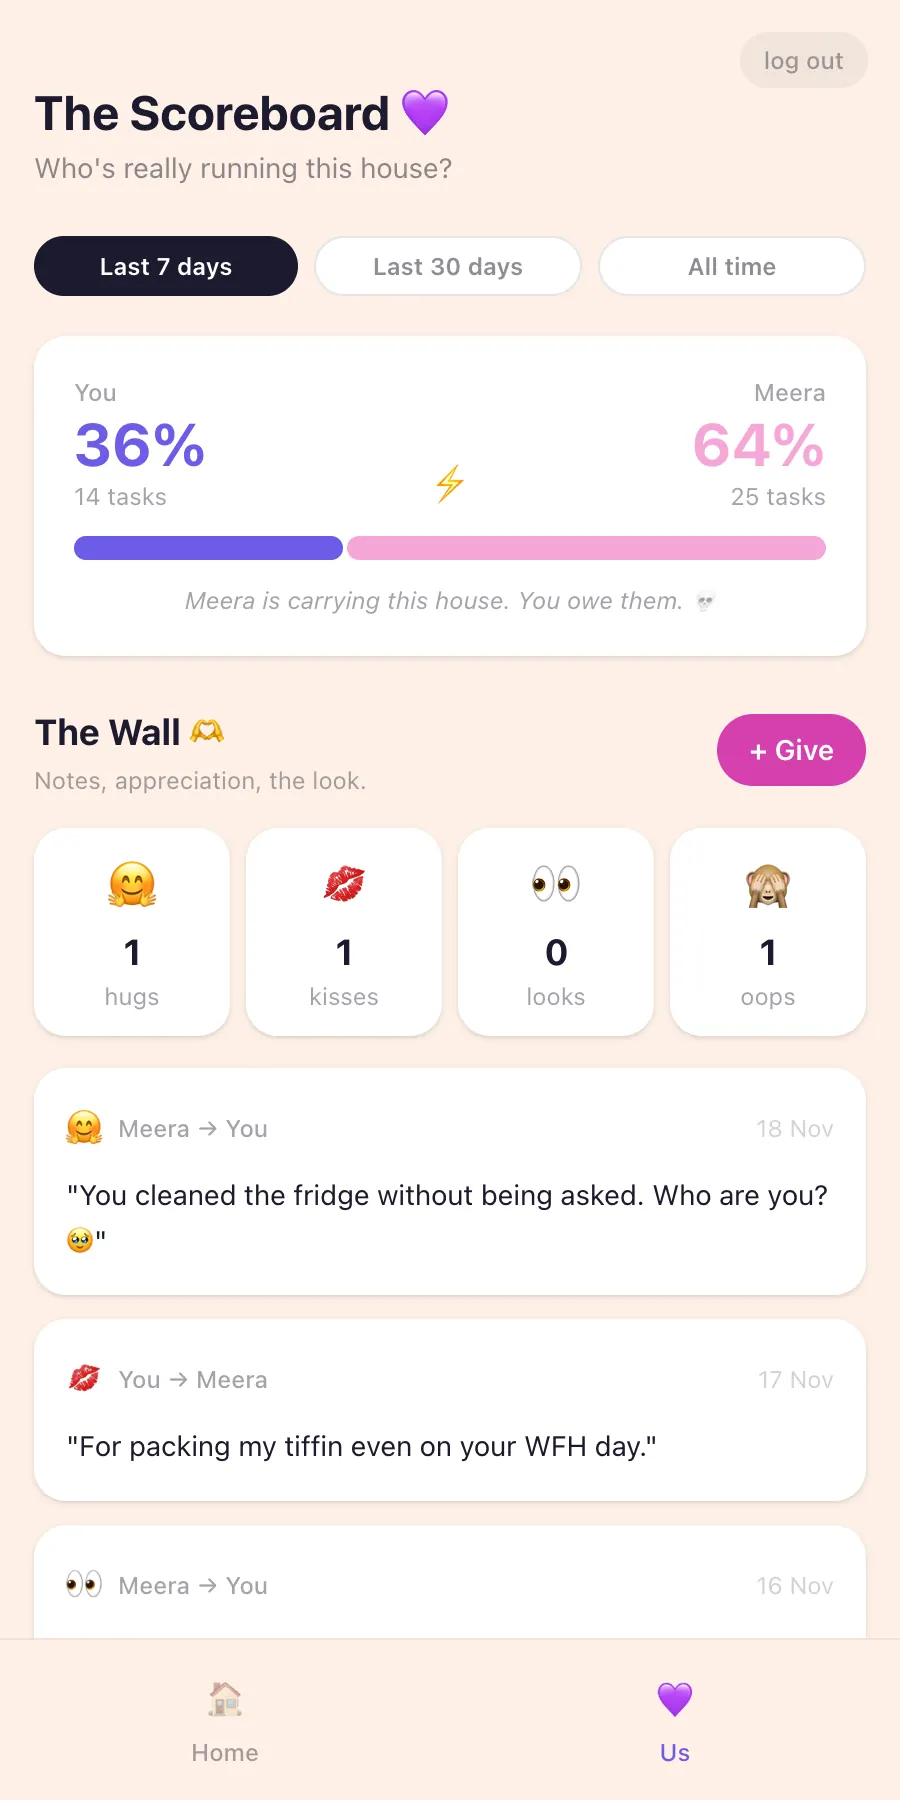 log out
The Scoreboard 💜
Who's really running this house?
Last 7 days
Last 30 days
All time
You
Meera
36%
64%
14 tasks
⚡
25 tasks
Meera is carrying this house. You owe them. 💀
The Wall 🫶
+ Give
Notes, appreciation, the look.
🤗
💋
👀
🙈
1
1
0
1
hugs
kisses
looks
oops
🤗 Meera → You
18 Nov
"You cleaned the fridge without being asked. Who are you?
🥹"
💋 You → Meera
17 Nov
"For packing my tiffin even on your WFH day."
👀 Meera → You
16 Nov
🏠
💜
Home
Us